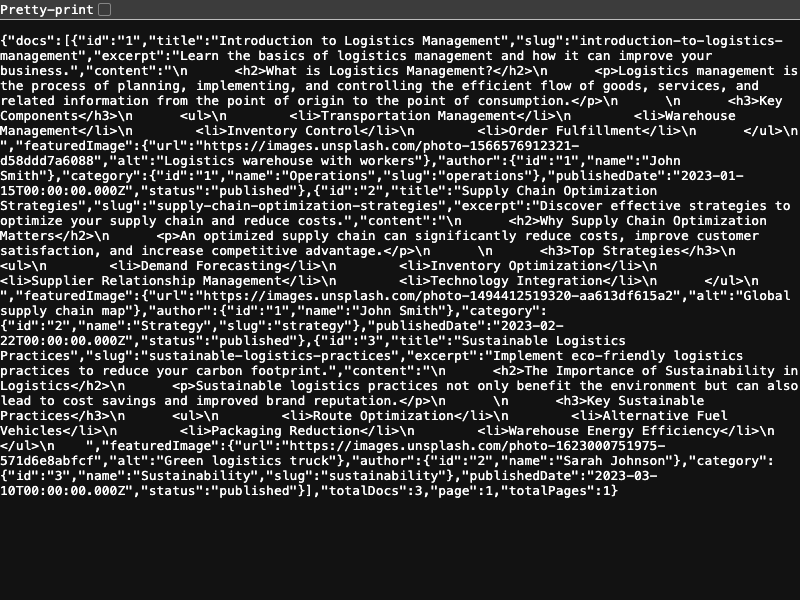 Pretty-print
{"docs":[{"id":"1","title":"Introduction to Logistics Management","slug":"introduction-to-logistics-
management","excerpt":"Learn the basics of logistics management and how it can improve your
business.","content":"\n      <h2>What is Logistics Management?</h2>\n      <p>Logistics management is
the process of planning, implementing, and controlling the efficient flow of goods, services, and
related information from the point of origin to the point of consumption.</p>\n      \n      <h3>Key
Components</h3>\n      <ul>\n        <li>Transportation Management</li>\n        <li>Warehouse
Management</li>\n        <li>Inventory Control</li>\n        <li>Order Fulfillment</li>\n      </ul>\n
","featuredImage":{"url":"https://images.unsplash.com/photo-1566576912321-
d58ddd7a6088","alt":"Logistics warehouse with workers"},"author":{"id":"1","name":"John
Smith"},"category":{"id":"1","name":"Operations","slug":"operations"},"publishedDate":"2023-01-
15T00:00:00.000Z","status":"published"},{"id":"2","title":"Supply Chain Optimization
Strategies","slug":"supply-chain-optimization-strategies","excerpt":"Discover effective strategies to
optimize your supply chain and reduce costs.","content":"\n      <h2>Why Supply Chain Optimization
Matters</h2>\n      <p>An optimized supply chain can significantly reduce costs, improve customer
satisfaction, and increase competitive advantage.</p>\n      \n      <h3>Top Strategies</h3>\n
<ul>\n        <li>Demand Forecasting</li>\n        <li>Inventory Optimization</li>\n
<li>Supplier Relationship Management</li>\n        <li>Technology Integration</li>\n      </ul>\n
","featuredImage":{"url":"https://images.unsplash.com/photo-1494412519320-aa613df615a2","alt":"Global
supply chain map"},"author":{"id":"1","name":"John Smith"},"category":
{"id":"2","name":"Strategy","slug":"strategy"},"publishedDate":"2023-02-
22T00:00:00.000Z","status":"published"},{"id":"3","title":"Sustainable Logistics
Practices","slug":"sustainable-logistics-practices","excerpt":"Implement eco-friendly logistics
practices to reduce your carbon footprint.","content":"\n      <h2>The Importance of Sustainability in
Logistics</h2>\n      <p>Sustainable logistics practices not only benefit the environment but can also
lead to cost savings and improved brand reputation.</p>\n      \n      <h3>Key Sustainable
Practices</h3>\n      <ul>\n        <li>Route Optimization</li>\n        <li>Alternative Fuel
Vehicles</li>\n        <li>Packaging Reduction</li>\n        <li>Warehouse Energy Efficiency</li>\n
</ul>\n    ","featuredImage":{"url":"https://images.unsplash.com/photo-1623000751975-
571d6e8abfcf","alt":"Green logistics truck"},"author":{"id":"2","name":"Sarah Johnson"},"category":
{"id":"3","name":"Sustainability","slug":"sustainability"},"publishedDate":"2023-03-
10T00:00:00.000Z","status":"published"}],"totalDocs":3,"page":1,"totalPages":1}